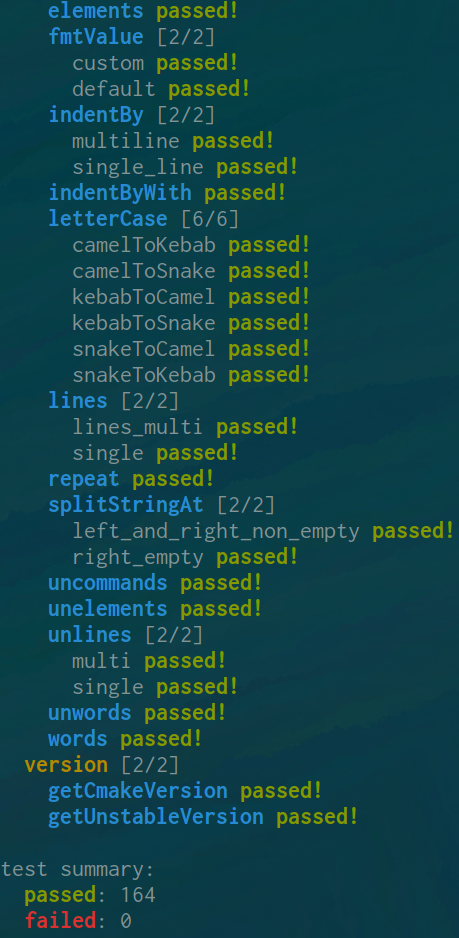 elements passed!
fmtValue [2/2]
custom passed!
default passed!
indentBy [2/2]
multiline passed!
single_line passed!
indentByWith passed!
letterCase [6/6]
camelToKebab passed!
camelToSnake passed!
kebabToCamel passed!
kebabToSnake passed!
snakeToCamel passed!
snakeToKebab passed!
lines [2/2]
lines_multi passed!
single passed!
repeat passed!
splitStringAt [2/2]
left_and_right_non_empty passed!
right_empty passed!
uncommands passed!
unelements passed!
unlines [2/2]
multi passed!
single passed!
unwords passed!
words passed!
version [2/2]
getCmakeVersion passed!
getUnstableVersion passed!
test summary:
passed: 164
failed: 0